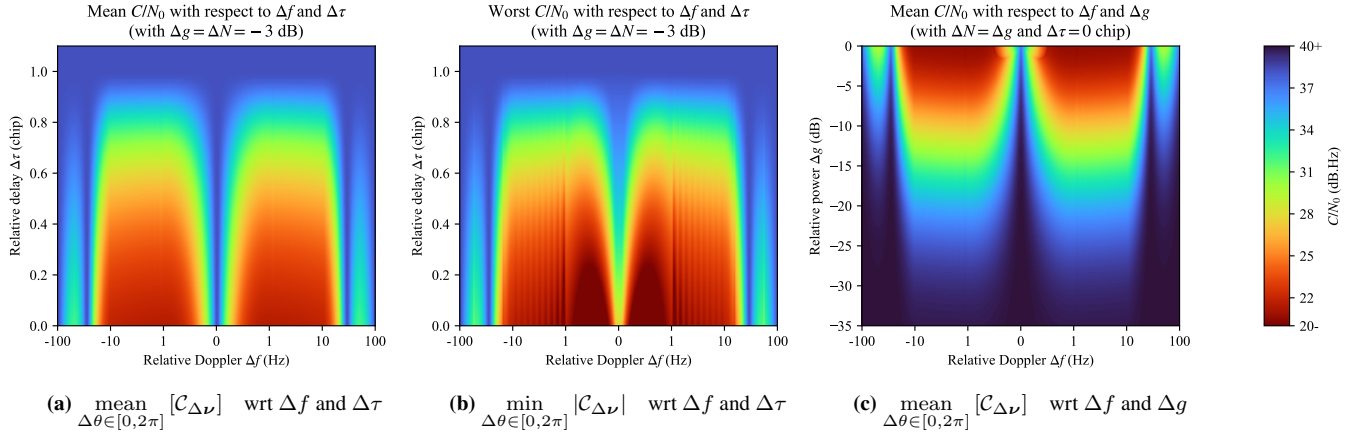 Mean C/N₀ with respect to Δf and Δτ
(with Δg = ΔN = −3 dB)
Relative delay Δτ (chip)
1.0
0.8
0.6
0.4
0.2
0.0
-100 -10 1 0 1 10 100
Relative Doppler Δf (Hz)
(a) mean [𝒞_Δν] wrt Δf and Δτ
Δθ∈[0,2π]
Worst C/N₀ with respect to Δf and Δτ
(with Δg = ΔN = −3 dB)
Relative delay Δτ (chip)
1.0
0.8
0.6
0.4
0.2
0.0
-100 -10 1 0 1 10 100
Relative Doppler Δf (Hz)
(b) min |𝒞_Δν| wrt Δf and Δτ
Δθ∈[0,2π]
Mean C/N₀ with respect to Δf and Δg
(with ΔN = Δg and Δτ = 0 chip)
Relative power Δg (dB)
0
−5
−10
−15
−20
−25
−30
−35
-100 -10 1 0 1 10 100
Relative Doppler Δf (Hz)
(c) mean [𝒞_Δν] wrt Δf and Δg
Δθ∈[0,2π]
40+
37
34
31
28
25
22
20-
C/N₀ (dB.Hz)